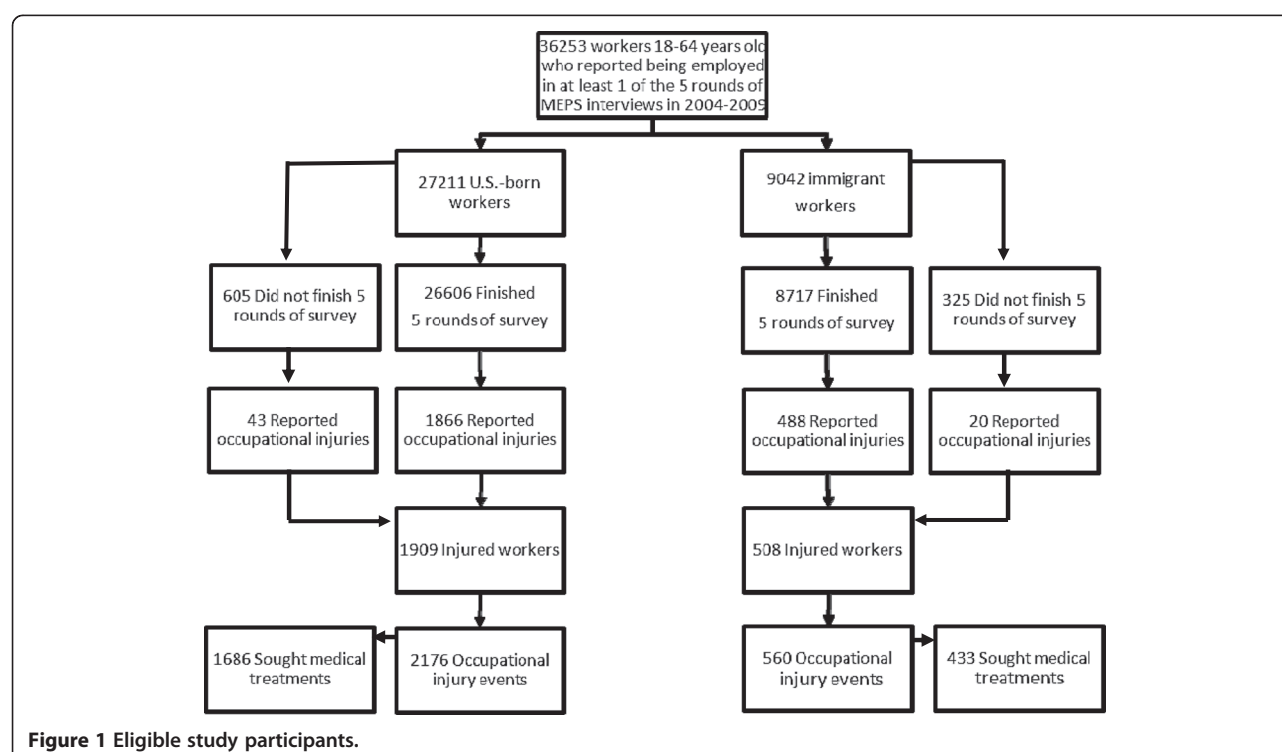 36253 workers 18-64 years old
who reported being employed
in at least 1 of the 5 rounds of
MEPS interviews in 2004-2009
27211 U.S.-born
workers
9042 immigrant
workers
605 Did not finish 5
rounds of survey
26606 Finished
5 rounds of survey
8717 Finished
5 rounds of survey
325 Did not finish 5
rounds of survey
43 Reported
occupational injuries
1866 Reported
occupational injuries
488 Reported
occupational injuries
20 Reported
occupational injuries
1909 Injured workers
508 Injured workers
1686 Sought medical
treatments
2176 Occupational
injury events
560 Occupational
injury events
433 Sought medical
treatments
Figure 1 Eligible study participants.